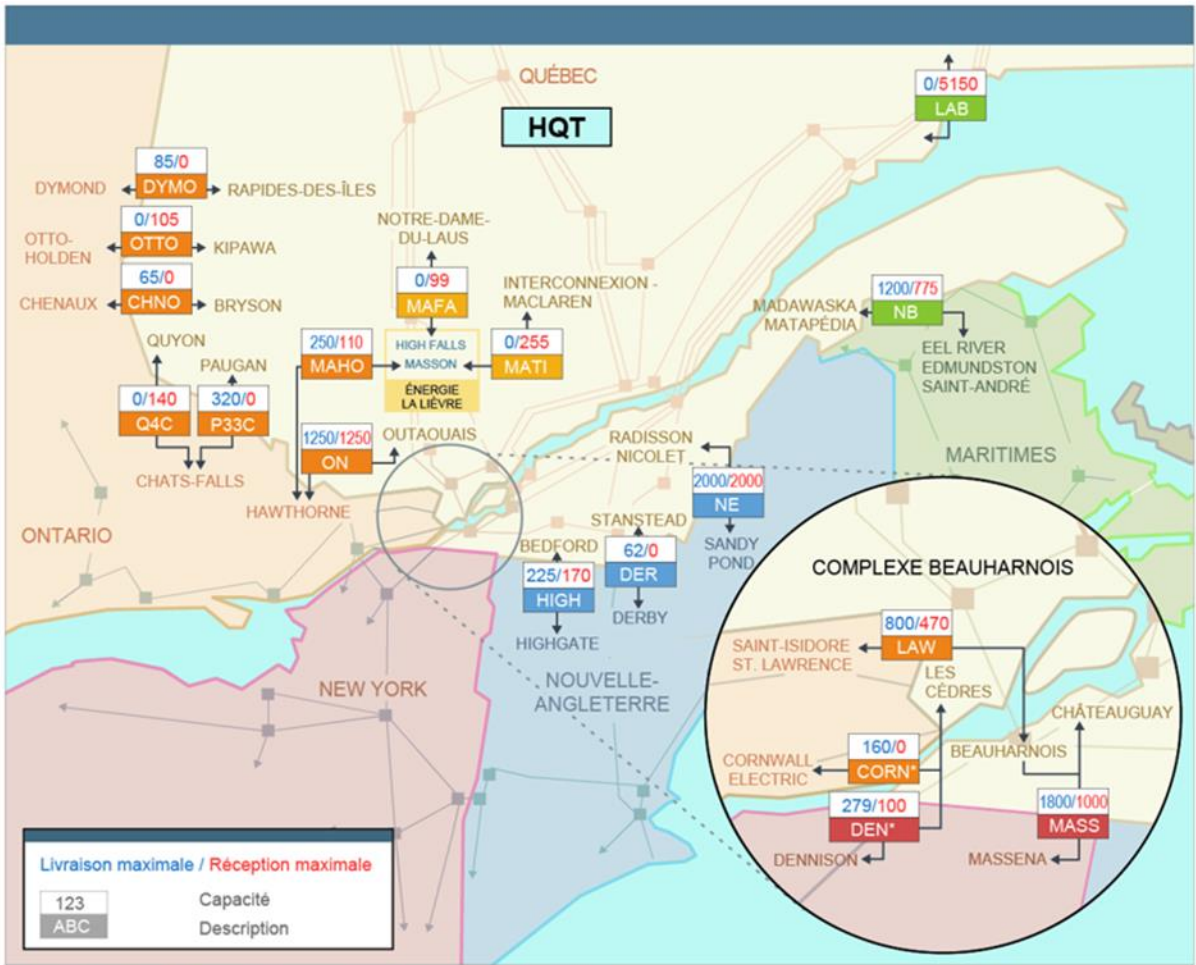 QUÉBEC
HQT
0/5150
LAB
85/0
DYMO
DYMOND
RAPIDES-DES-ÎLES
0/105
OTTO
OTTO-
HOLDEN
KIPAWA
65/0
CHNO
CHENAUX
BRYSON
NOTRE-DAME-
DU-LAUS
0/99
MAFA
INTERCONNEXION -
MACLAREN
0/255
MATI
250/110
MAHO
HIGH FALLS
MASSON
ÉNERGIE
LA LIÈVRE
QUYON
PAUGAN
0/140
Q4C
320/0
P33C
CHATS-FALLS
1250/1250
ON
OUTAOUAIS
HAWTHORNE
ONTARIO
MADAWASKA
MATAPÉDIA
1200/775
NB
EEL RIVER
EDMUNDSTON
SAINT-ANDRÉ
MARITIMES
RADISSON
NICOLET
2000/2000
NE
SANDY
POND
STANSTEAD
62/0
DER
DERBY
BEDFORD
225/170
HIGH
HIGHGATE
NEW YORK
NOUVELLE-
ANGLETERRE
COMPLEXE BEAUHARNOIS
800/470
LAW
SAINT-ISIDORE
ST. LAWRENCE
LES
CÈDRES
CHÂTEAUGUAY
BEAUHARNOIS
160/0
CORN*
CORNWALL
ELECTRIC
279/100
DEN*
DENNISON
1800/1000
MASS
MASSENA
Livraison maximale / Réception maximale
123
Capacité
ABC
Description